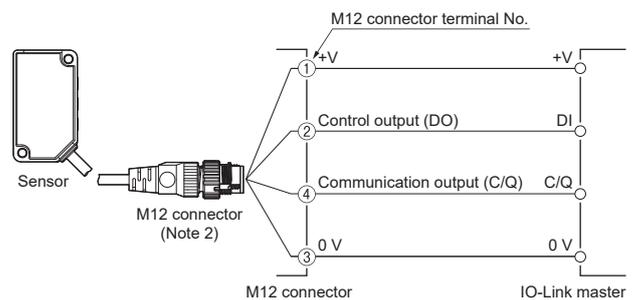 M12 connector terminal No.
1 +V +V
2 Control output (DO) DI
4 Communication output (C/Q) C/Q
3 0 V 0 V
Sensor
M12 connector
(Note 2)
M12 connector
IO-Link master